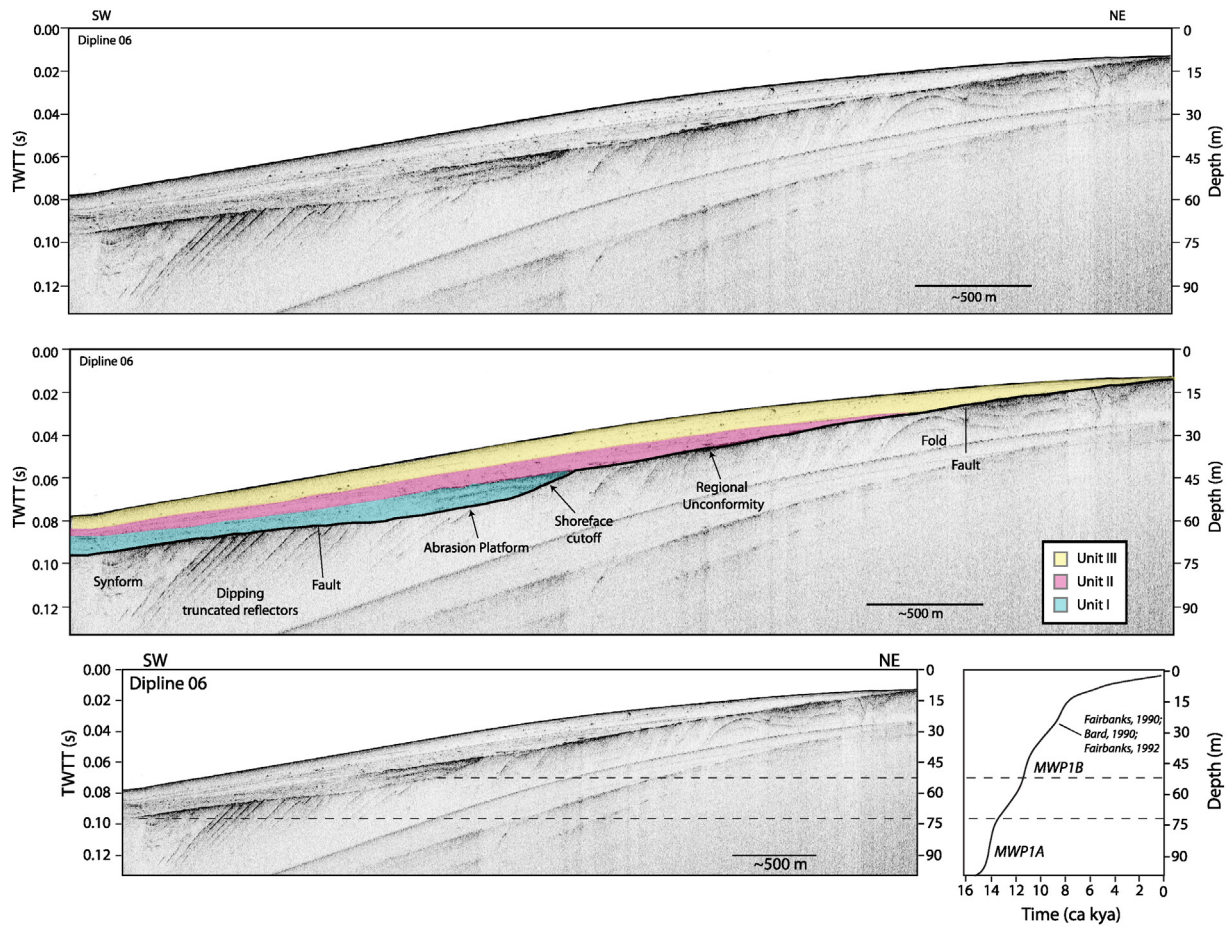 SW NE
0.00 0
Dipline 06
0.02 15
0.04 30
0.06 45
0.08 60
0.10 75
0.12 90
TWTT (s)
Depth (m)
~500 m
0.00 0
Dipline 06
0.02 15
0.04 30
0.06 45
0.08 60
0.10 75
0.12 90
TWTT (s)
Depth (m)
Fold
Fault
Regional
Unconformity
Shoreface
cutoff
Abrasion Platform
Synform
Fault
Dipping
truncated reflectors
Unit III
Unit II
Unit I
~500 m
SW NE
0.00 0
Dipline 06
0.02 15
0.04 30
0.06 45
0.08 60
0.10 75
0.12 90
TWTT (s)
~500 m
0
15
30
45
60
75
90
Depth (m)
Fairbanks, 1990;
Bard, 1990;
Fairbanks, 1992
MWP1B
MWP1A
16 14 12 10 8 6 4 2 0
Time (ca kya)